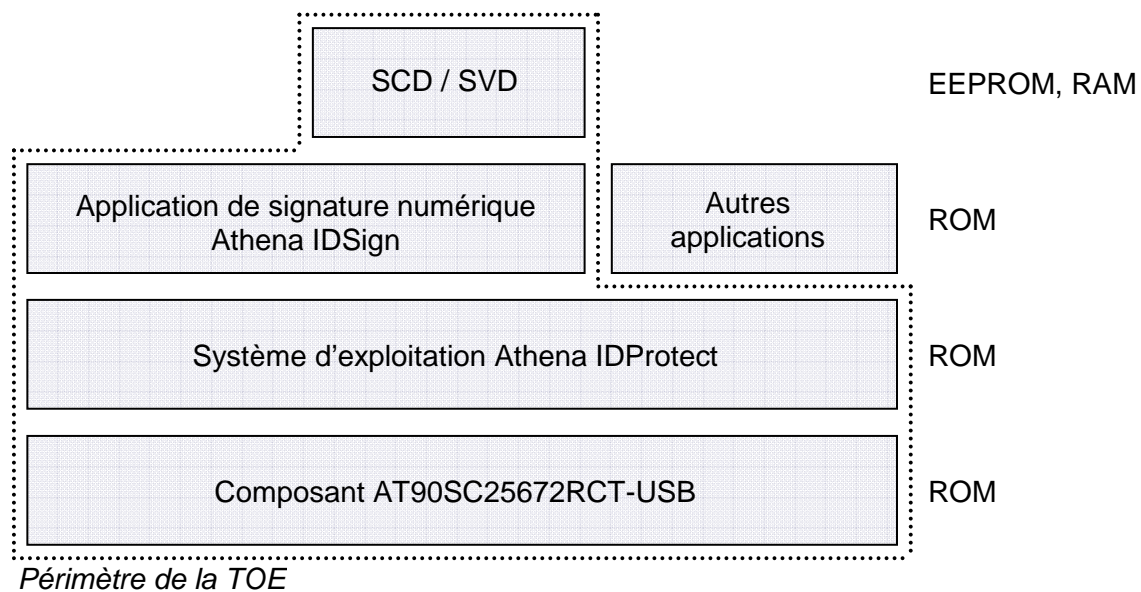 SCD / SVD
EEPROM, RAM
Application de signature numérique
Athena IDSign
Autres
applications
ROM
Système d'exploitation Athena IDProtect
ROM
Composant AT90SC25672RCT-USB
ROM
Périmètre de la TOE